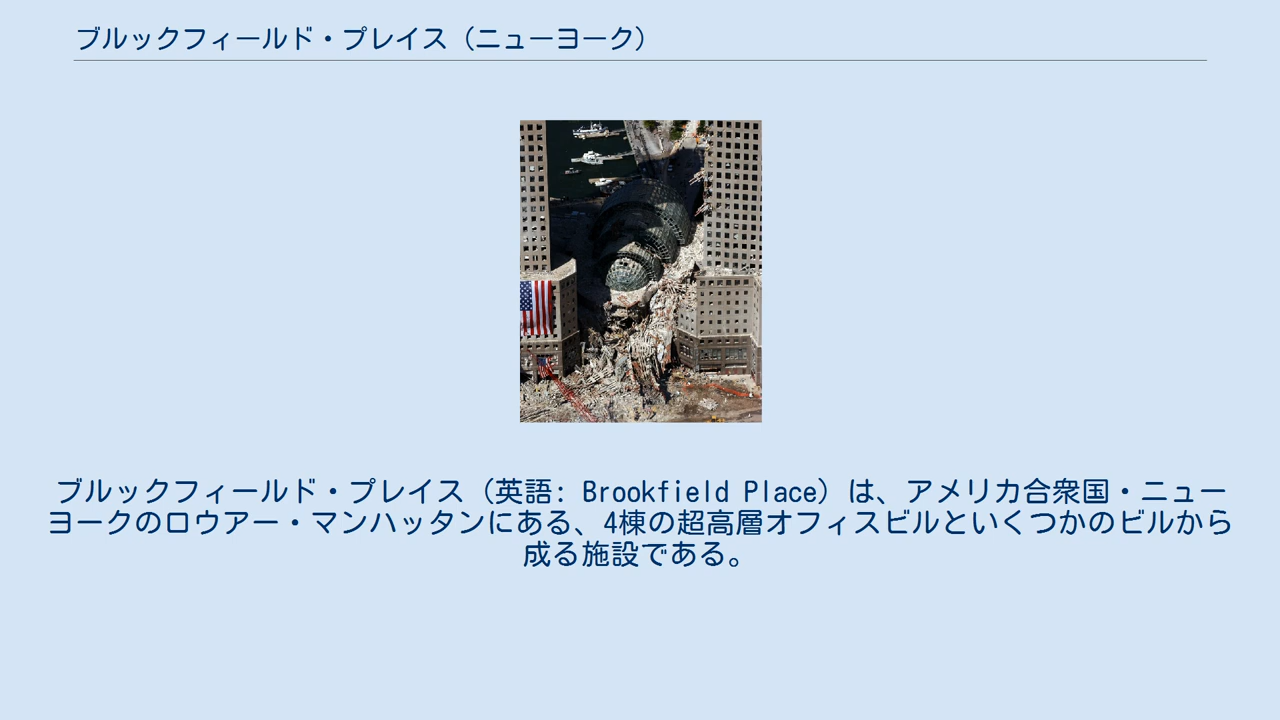 ブルックフィールド・プレイス（ニューヨーク）
ブルックフィールド・プレイス（英語: Brookfield Place）は、アメリカ合衆国・ニュー
ヨークのロウアー・マンハッタンにある、4棟の超高層オフィスビルといくつかのビルから
成る施設である。